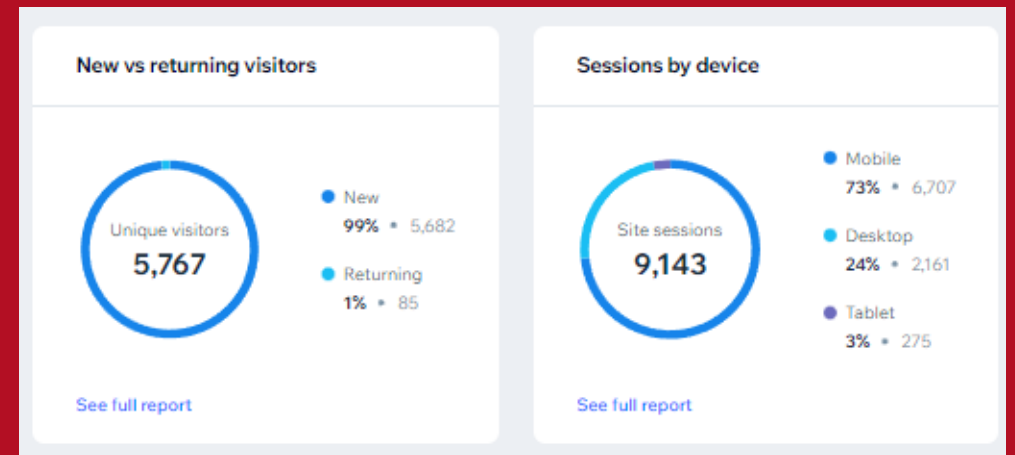 New vs returning visitors
Unique visitors
5,767
New
99% • 5,682
Returning
1% • 85
See full report
Sessions by device
Site sessions
9,143
Mobile
73% • 6,707
Desktop
24% • 2,161
Tablet
3% • 275
See full report